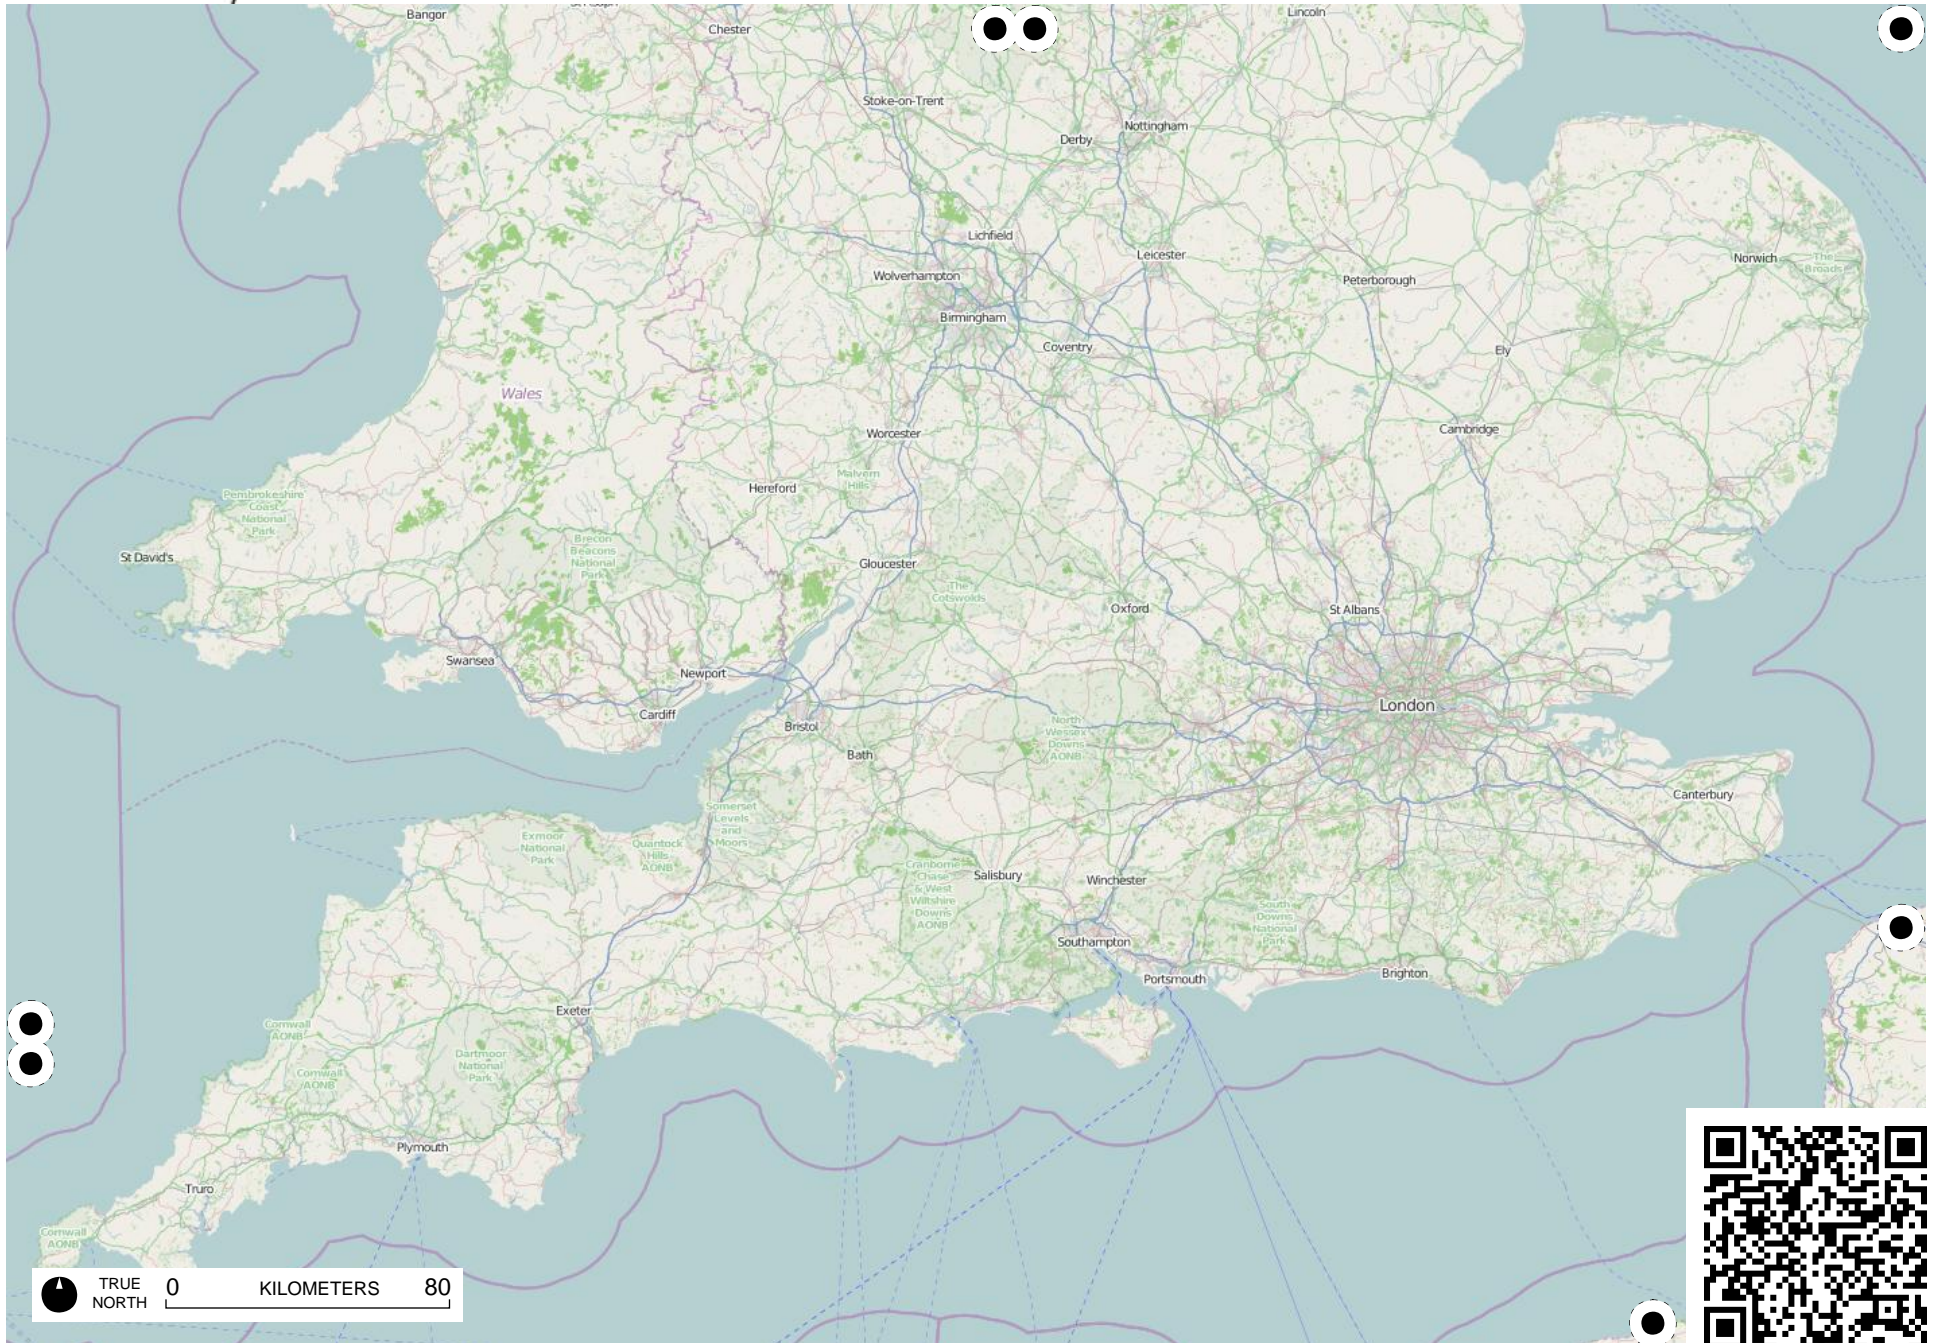 Bangor
Chester
Lincoln
Stoke-on-Trent
Nottingham
Derby
Lichfield
Leicester
Norwich
The
Broads
Wolverhampton
Peterborough
Birmingham
Coventry
Ely
Wales
Worcester
Cambridge
Malvern
Hills
Hereford
Pembrokeshire
Coast
National
Park
St David's
Brecon
Beacons
National
Park
Gloucester
The
Cotswolds
Oxford
St Albans
Swansea
Newport
Cardiff
Bristol
London
North
Wessex
Downs
AONB
Bath
Canterbury
Somerset
Levels
and
Moors
Exmoor
National
Park
Quantock
Hills
AONB
Cranborne
Chase
& West
Wiltshire
Downs
AONB
Salisbury
Winchester
South
Downs
National
Park
Southampton
Portsmouth
Brighton
Exeter
Cornwall
AONB
Dartmoor
National
Park
Cornwall
AONB
Plymouth
Truro
Cornwall
AONB
TRUE
NORTH
0 KILOMETERS 80